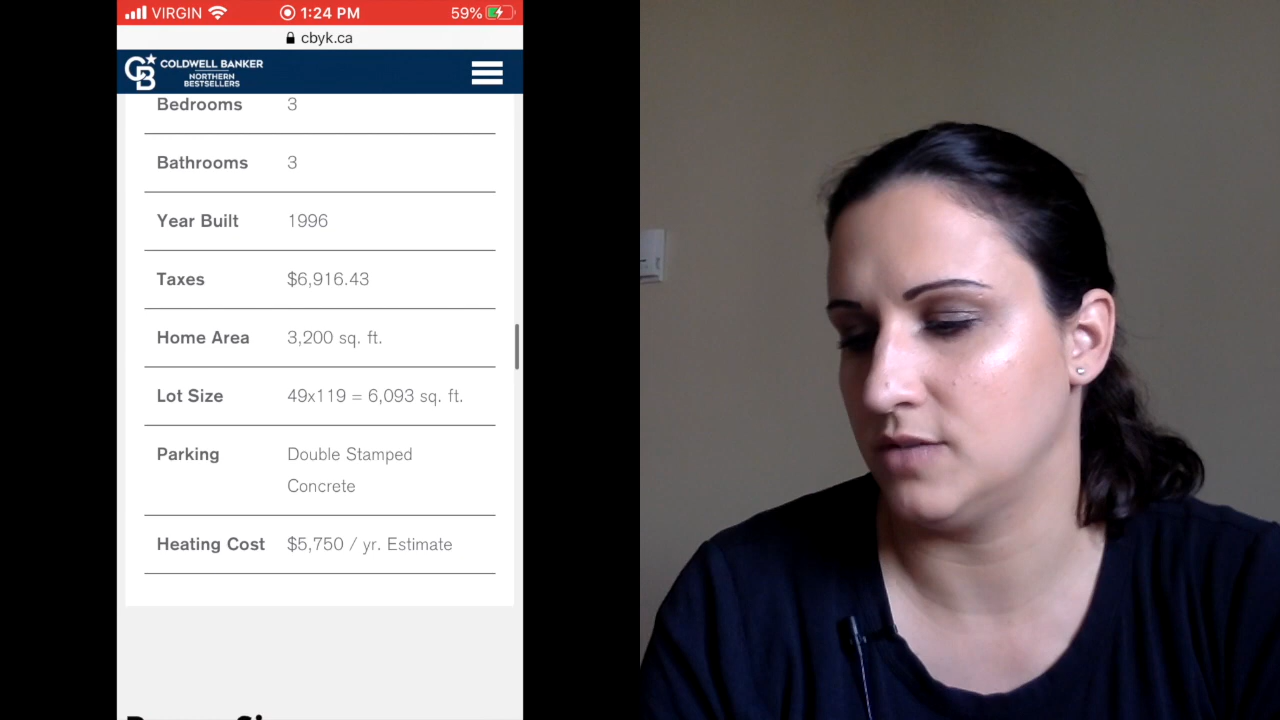 VIRGIN 1:24 PM 59%
cbyk.ca
COLDWELL BANKER
NORTHERN
BESTSELLERS
Bedrooms 3
Bathrooms 3
Year Built 1996
Taxes $6,916.43
Home Area 3,200 sq. ft.
Lot Size 49x119 = 6,093 sq. ft.
Parking Double Stamped
Concrete
Heating Cost $5,750 / yr. Estimate